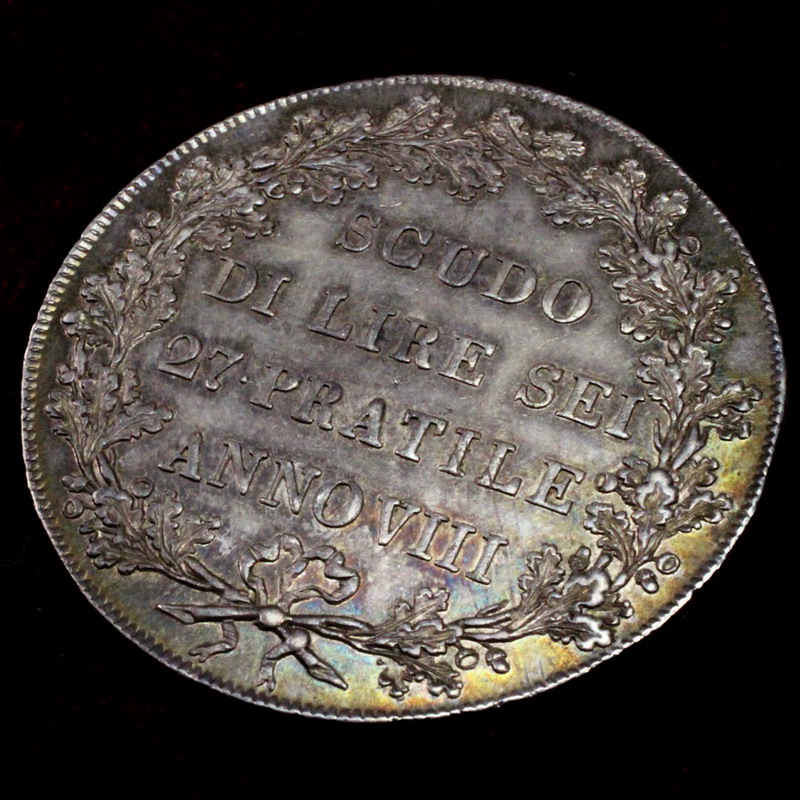 SCUDO
DI LIRE SEI
27·PRATILE
ANNO VIII